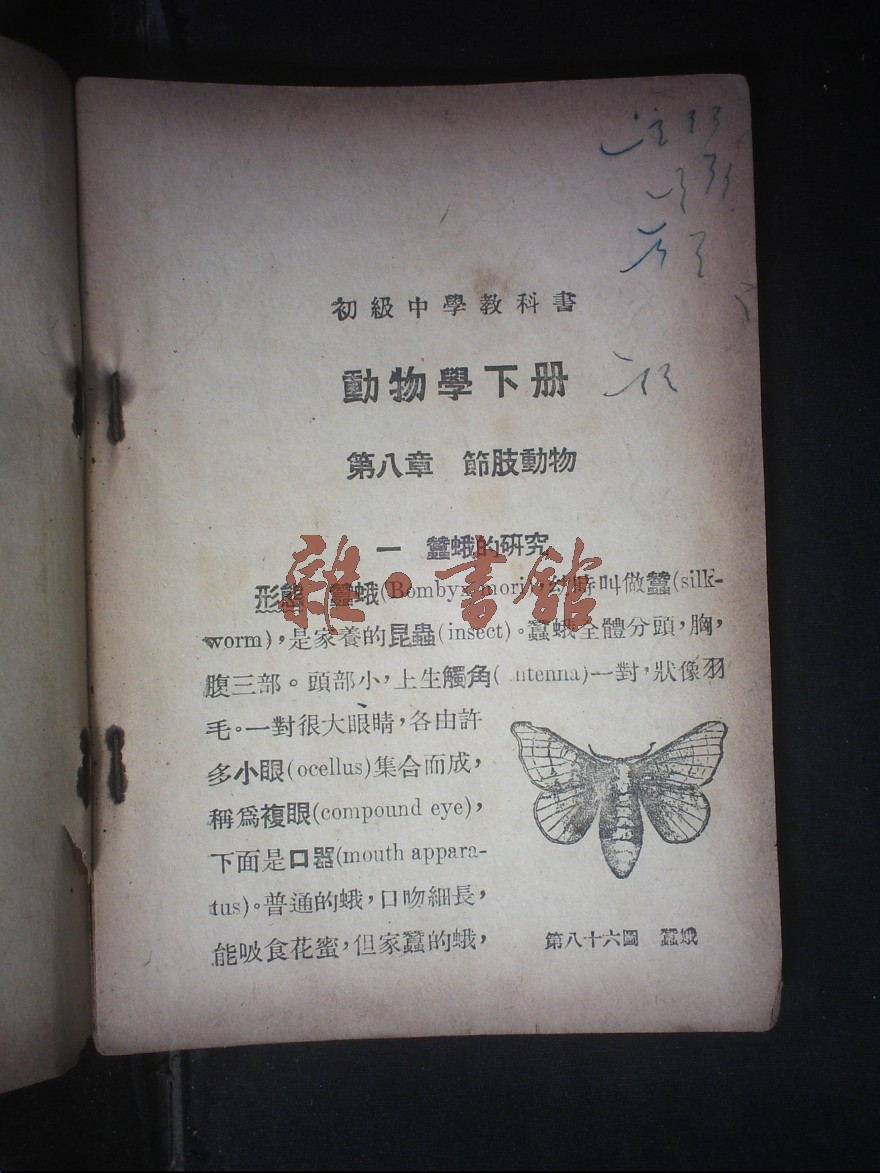 初級中學教科書
動物學下册
第八章 節肢動物
一 蠶蛾的研究
形態 蠶蛾(Bombyx mori),幼時叫做蠶(silk-
worm),是家養的昆蟲(insect)。蠶蛾全體分頭,胸,
腹三部。頭部小,上生觸角(antenna)一對,狀像羽
毛。一對很大眼睛,各由許
多小眼(ocellus)集合而成,
稱爲複眼(compound eye),
下面是口器(mouth appara-
tus)。普通的蛾,口吻細長,
能吸食花蜜,但家蠶的蛾,
第八十六圖 蠶蛾
雜·書館